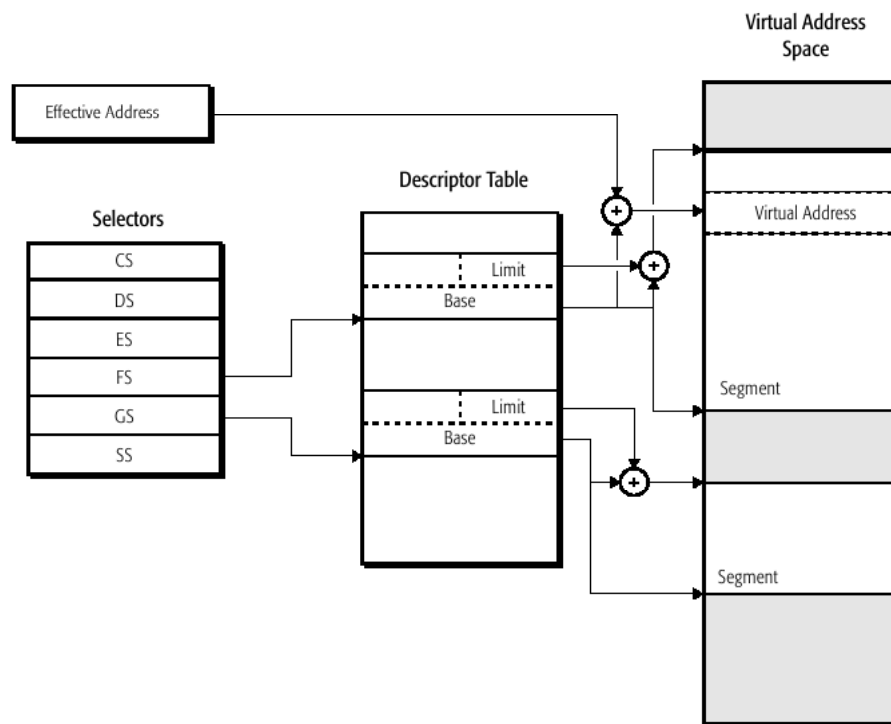 Virtual Address
Space
Effective Address
Descriptor Table
Selectors
Virtual Address
CS
Limit
DS
Base
ES
FS
Segment
GS
Limit
Base
SS
Segment